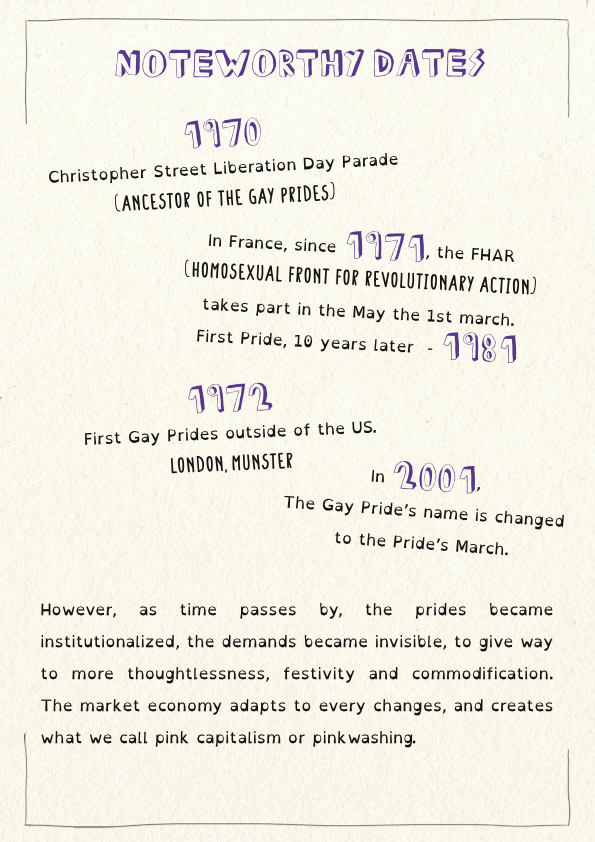 NOTEWORTHY DATES
1970
Christopher Street Liberation Day Parade
(ANCESTOR OF THE GAY PRIDES)
In France, since 1971, the FHAR
(HOMOSEXUAL FRONT FOR REVOLUTIONARY ACTION)
takes part in the May the 1st march.
First Pride, 10 years later - 1981
1972
First Gay Prides outside of the US.
LONDON, MUNSTER
In 2001,
The Gay Pride's name is changed
to the Pride's March.
However, as time passes by, the prides became
institutionalized, the demands became invisible, to give way
to more thoughtlessness, festivity and commodification.
The market economy adapts to every changes, and creates
what we call pink capitalism or pinkwashing.